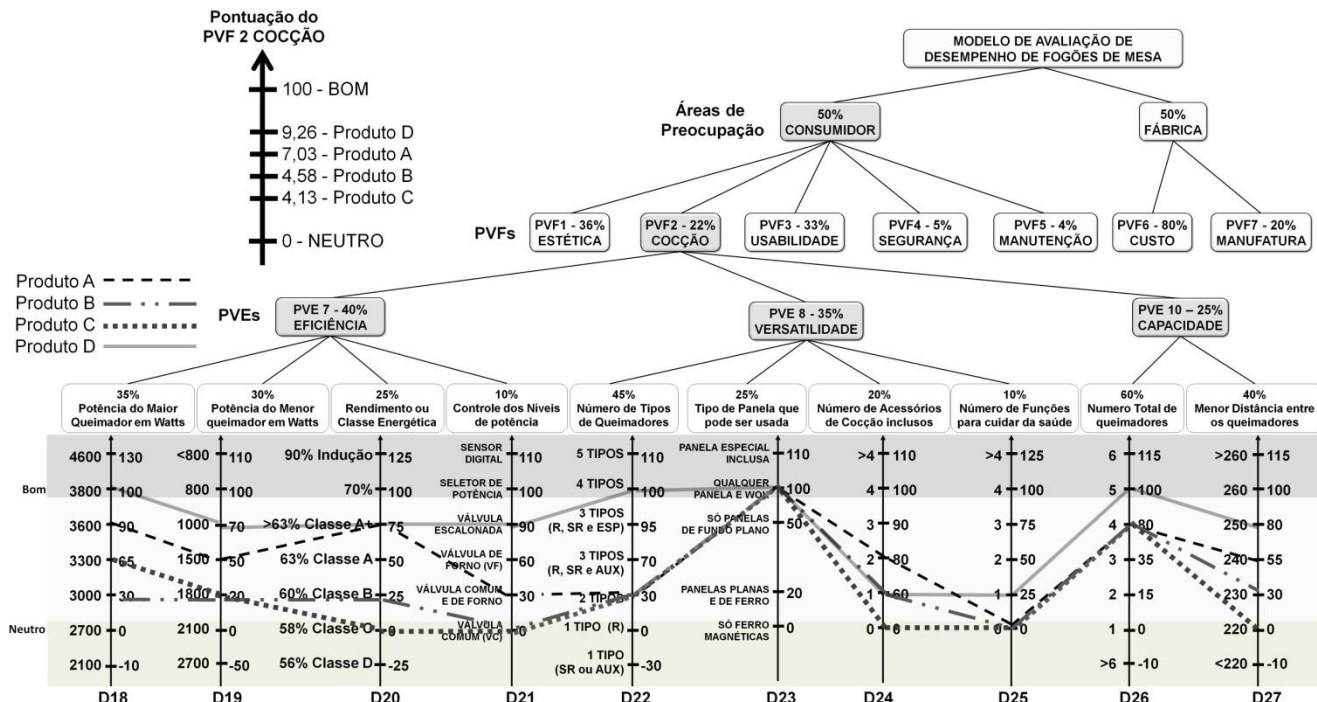 Pontuação do
PVF 2 COCÇÃO
100 - BOM
9,26 - Produto D
7,03 - Produto A
4,58 - Produto B
4,13 - Produto C
0 - NEUTRO
MODELO DE AVALIAÇÃO DE
DESEMPENHO DE FOGÕES DE MESA
Áreas de
Preocupação
50%
CONSUMIDOR
50%
FÁBRICA
PVFs
PVF1 - 36%
ESTÉTICA
PVF2 - 22%
COCÇÃO
PVF3 - 33%
USABILIDADE
PVF4 - 5%
SEGURANÇA
PVF5 - 4%
MANUTENÇÃO
PVF6 - 80%
CUSTO
PVF7 - 20%
MANUFATURA
Produto A
Produto B
Produto C
Produto D
PVEs
PVE 7 - 40%
EFICIÊNCIA
PVE 8 - 35%
VERSATILIDADE
PVE 10 – 25%
CAPACIDADE
35%
Potência do Maior
Queimador em Watts
30%
Potência do Menor
queimador em Watts
25%
Rendimento ou
Classe Energética
10%
Controle dos Níveis
de potência
45%
Número de Tipos
de Queimadores
25%
Tipo de Panela que
pode ser usada
20%
Número de Acessórios
de Cocção inclusos
10%
Número de Funções
para cuidar da saúde
60%
Numero Total de
queimadores
40%
Menor Distância entre
os queimadores
Bom
Neutro
4600 130
3800 100
3600 90
3300 65
3000 30
2700 0
2100 -10
D18
<800 110
800 100
1000 70
1500 50
1800 20
2100 0
2700 -50
D19
90% Indução 125
70% 100
>63% Classe A 75
63% Classe A 50
60% Classe B 25
58% Classe C 0
56% Classe D -25
D20
SENSOR
DIGITAL 110
SELETOR DE
POTÊNCIA 100
VÁLVULA
ESCALONADA 90
VÁLVULA DE
FORNO (VF) 60
VÁLVULA COMUM
E DE FORNO 30
VÁLVULA
COMUM (VC) 0
D21
5 TIPOS 110
4 TIPOS 100
3 TIPOS
(R, SR e ESP) 95
3 TIPOS
(R, SR e AUX) 70
2 TIPOS 30
1 TIPO (R) 0
1 TIPO
(SR ou AUX) -30
D22
PANELA ESPECIAL
INCLUSA 110
QUALQUER
PANELA E WOK 100
SÓ PANELAS
DE FUNDO PLANO 50
PANELAS PLANAS
E DE FERRO 20
SÓ FERRO
MAGNÉTICAS 0
D23
>4 110
4 100
3 90
2 80
1 60
0 0
D24
>4 125
4 100
3 75
2 50
1 25
0 0
D25
6 115
5 100
4 80
3 35
2 15
1 0
>6 -10
D26
>260 115
260 100
250 80
240 55
230 30
220 0
<220 -10
D27